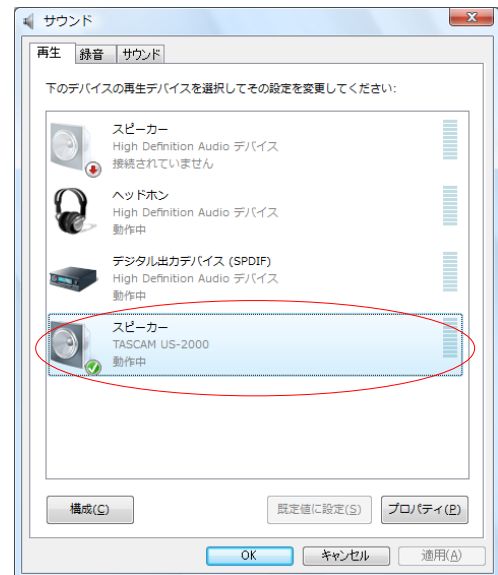 サウンド
再生 録音 サウンド
下のデバイスの再生デバイスを選択してその設定を変更してください:
スピーカー
High Definition Audio デバイス
接続されていません
ヘッドホン
High Definition Audio デバイス
動作中
デジタル出力デバイス (SPDIF)
High Definition Audio デバイス
動作中
スピーカー
TASCAM US-2000
動作中
構成(C) 既定値に設定(S) プロパティ(P)
OK キャンセル 適用(A)